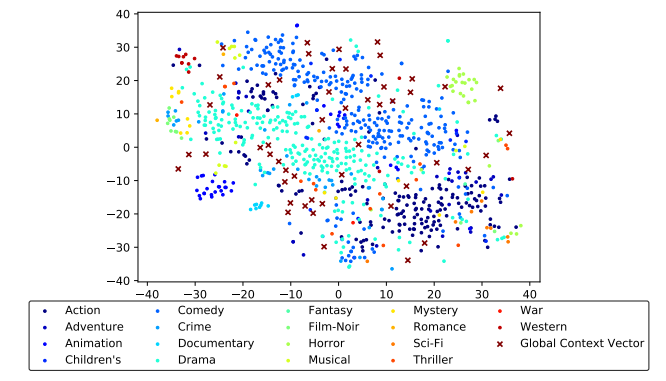 40
30
20
10
0
−10
−20
−30
−40
−40 −30 −20 −10 0 10 20 30 40
Action Comedy Fantasy Mystery War
Adventure Crime Film-Noir Romance Western
Animation Documentary Horror Sci-Fi Global Context Vector
Children's Drama Musical Thriller